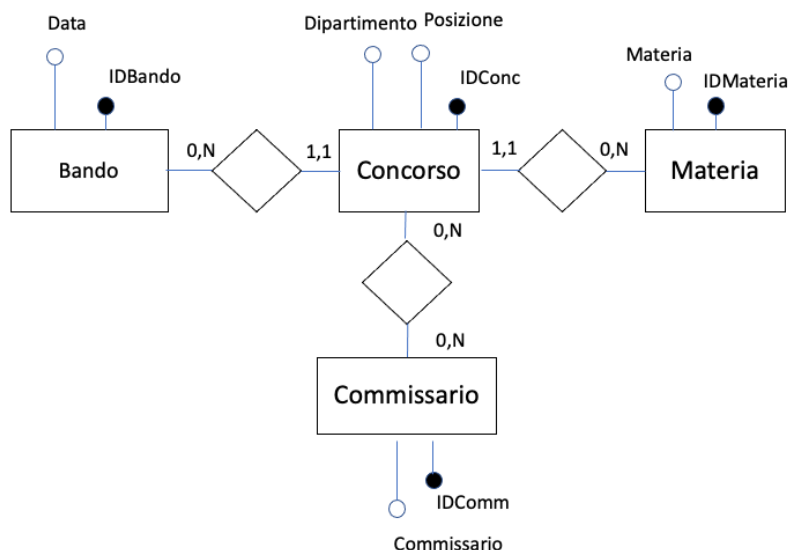 Data
Dipartimento
Posizione
IDBando
IDConc
Materia
IDMateria
Bando
0,N
1,1
Concorso
1,1
0,N
Materia
0,N
0,N
Commissario
IDComm
Commissario